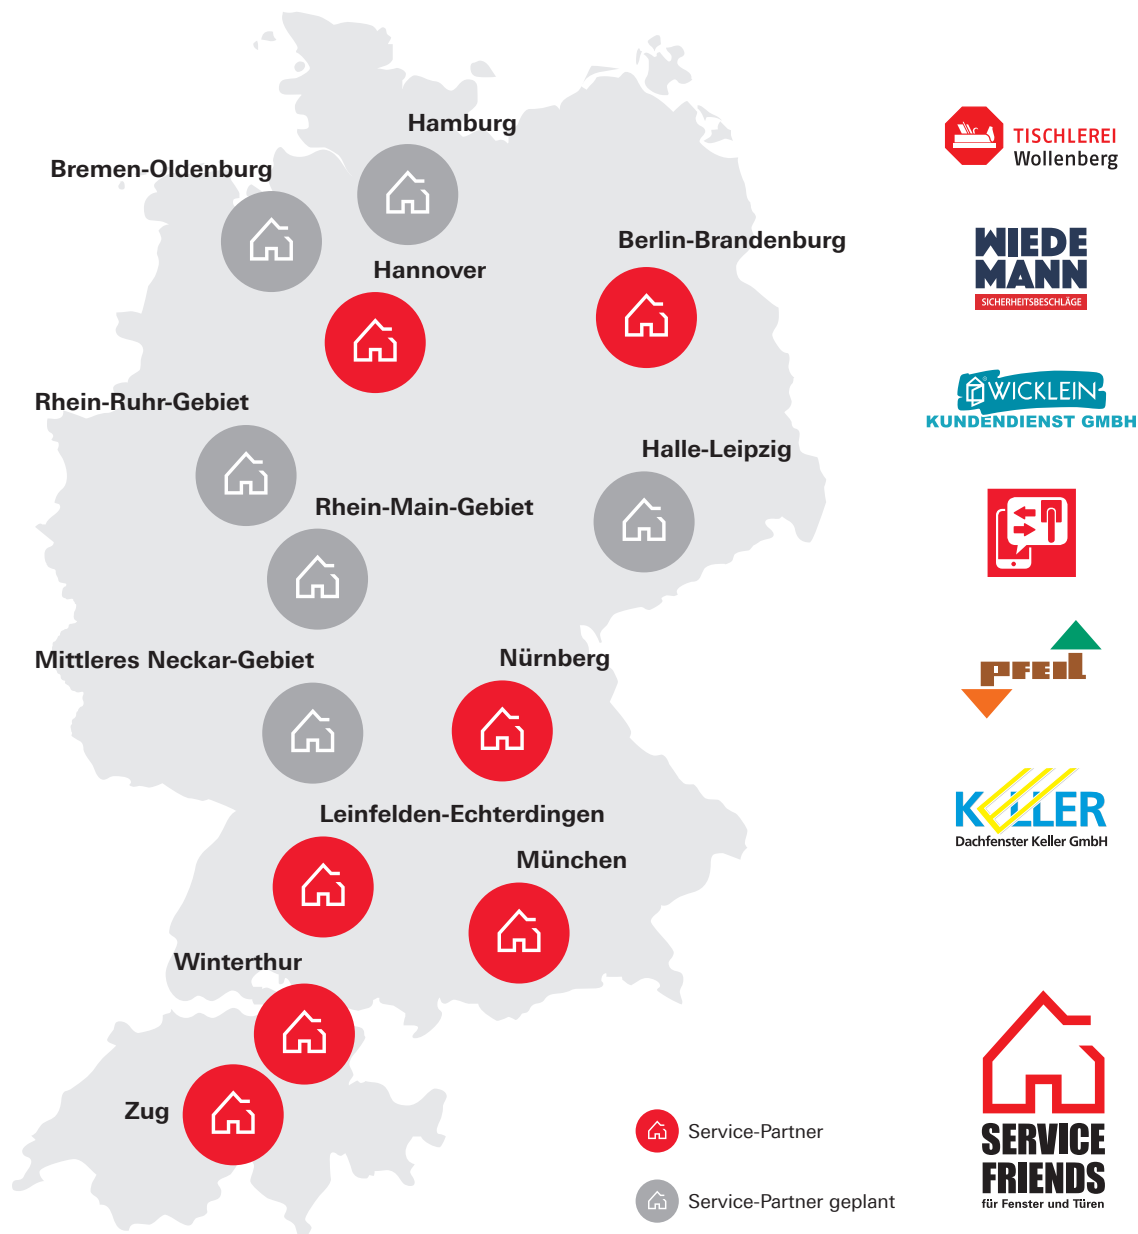 Hamburg
Bremen-Oldenburg
Berlin-Brandenburg
Hannover
Rhein-Ruhr-Gebiet
Halle-Leipzig
Rhein-Main-Gebiet
Mittleres Neckar-Gebiet
Nürnberg
Leinfelden-Echterdingen
München
Winterthur
Zug
Service-Partner
Service-Partner geplant
TISCHLEREI
Wollenberg
WIEDE
MANN
SICHERHEITSBESCHLÄGE
WICKLEIN
KUNDENDIENST GMBH
PFEIL
KELLER
Dachfenster Keller GmbH
SERVICE
FRIENDS
für Fenster und Türen